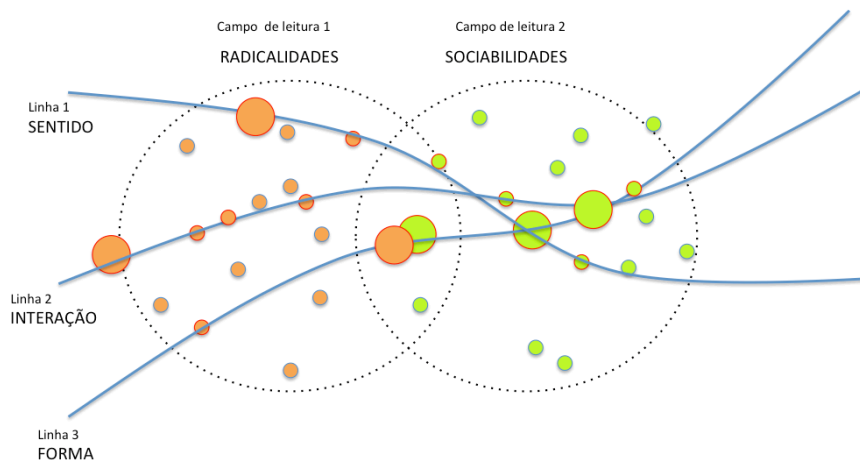 Campo de leitura 1
RADICALIDADES
Campo de leitura 2
SOCIABILIDADES
Linha 1
SENTIDO
Linha 2
INTERAÇÃO
Linha 3
FORMA